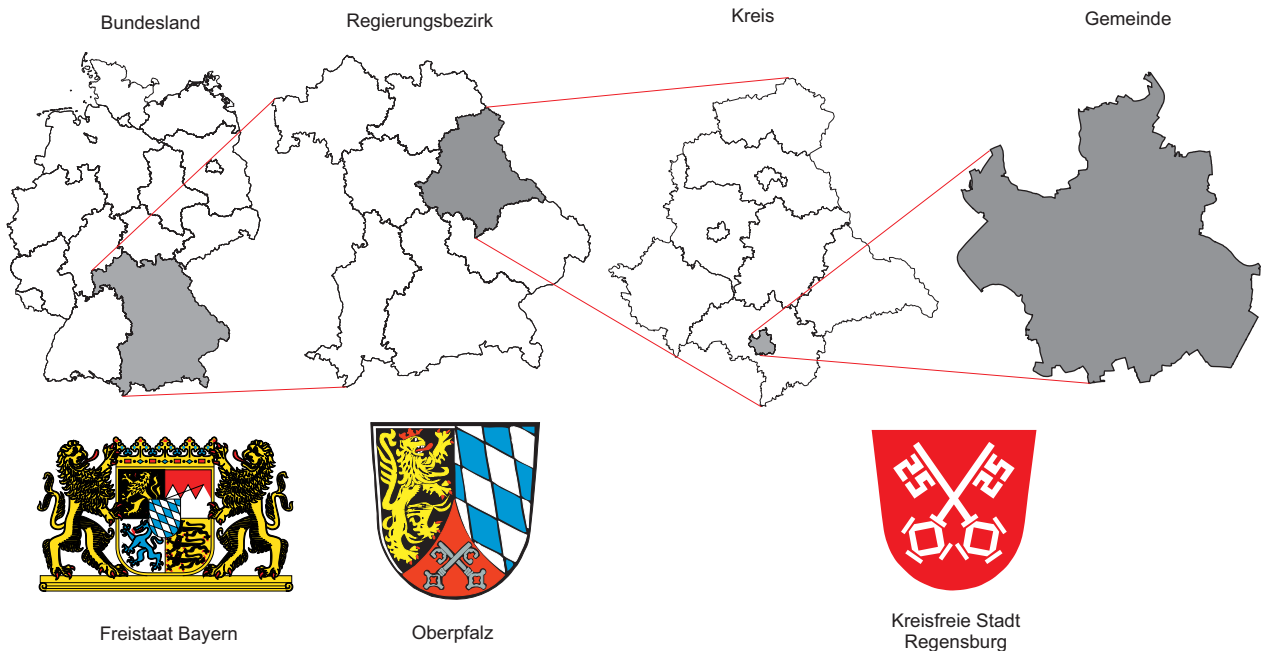 Bundesland
Regierungsbezirk
Kreis
Gemeinde
Freistaat Bayern
Oberpfalz
Kreisfreie Stadt
Regensburg